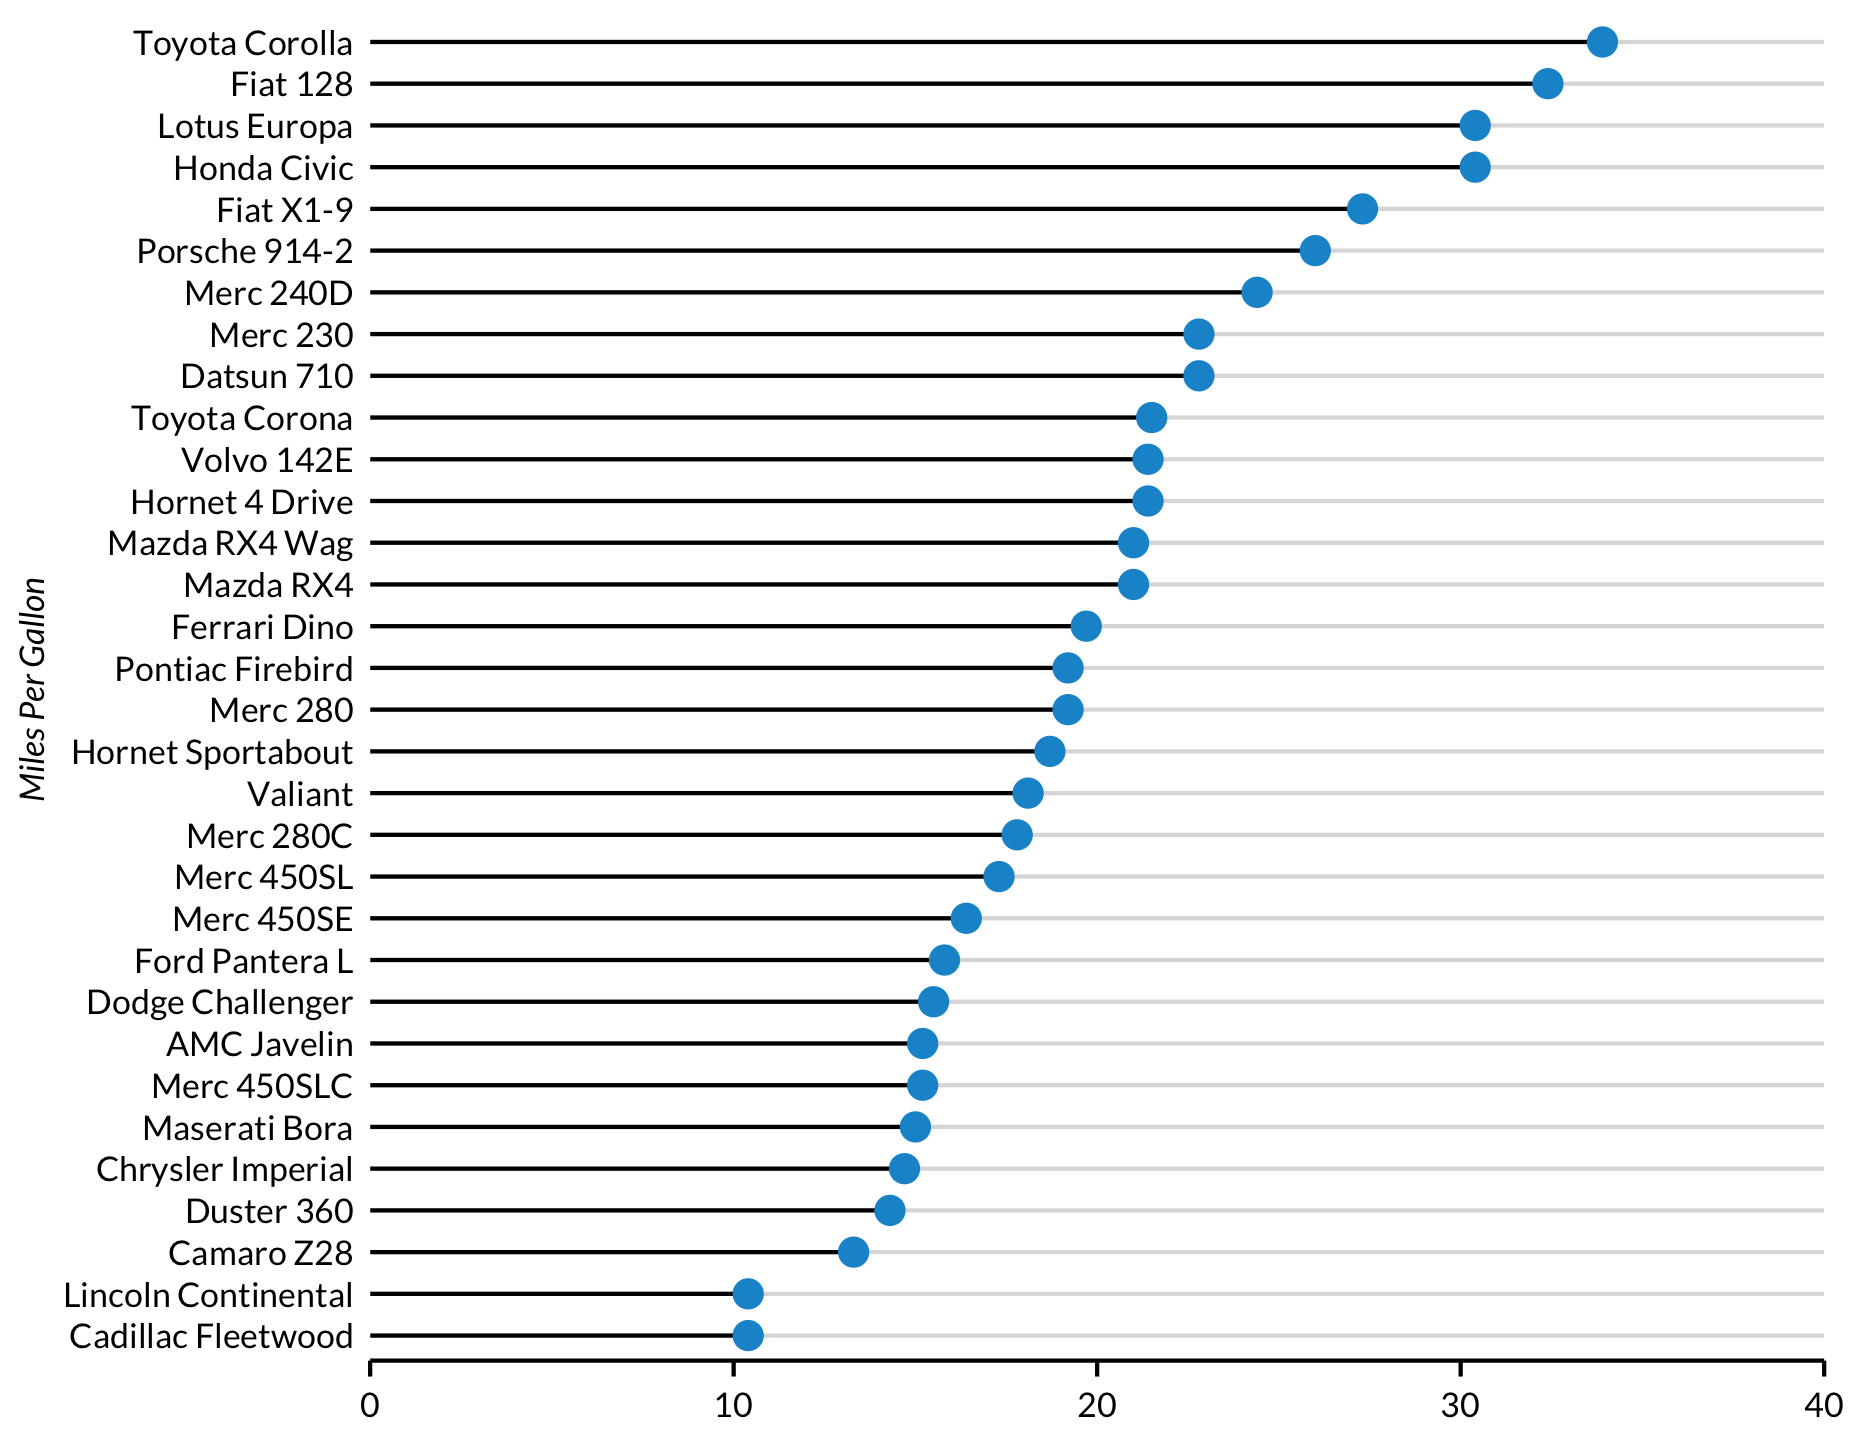 Toyota Corolla
Fiat 128
Lotus Europa
Honda Civic
Fiat X1-9
Porsche 914-2
Merc 240D
Merc 230
Datsun 710
Toyota Corona
Volvo 142E
Hornet 4 Drive
Mazda RX4 Wag
Mazda RX4
Ferrari Dino
Pontiac Firebird
Merc 280
Hornet Sportabout
Valiant
Merc 280C
Merc 450SL
Merc 450SE
Ford Pantera L
Dodge Challenger
AMC Javelin
Merc 450SLC
Maserati Bora
Chrysler Imperial
Duster 360
Camaro Z28
Lincoln Continental
Cadillac Fleetwood
Miles Per Gallon
0 10 20 30 40